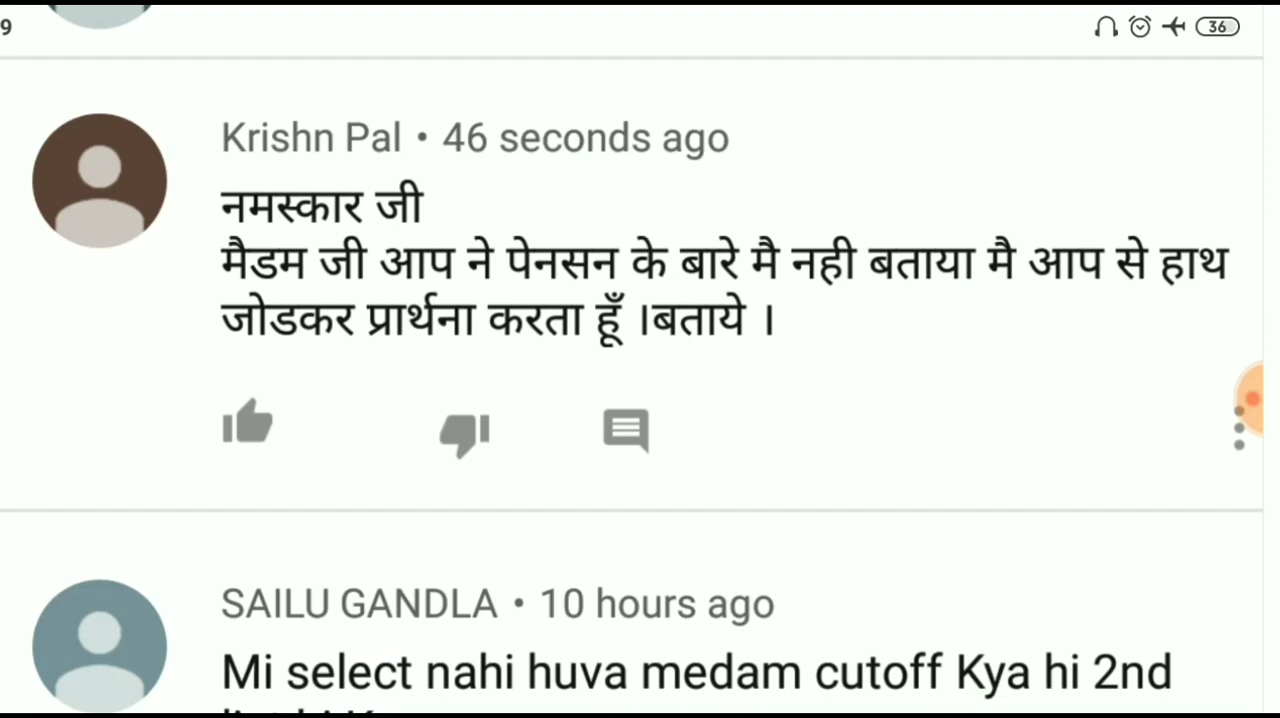 9
36
Krishn Pal • 46 seconds ago
नमस्कार जी
मैडम जी आप ने पेनसन के बारे मै नही बताया मै आप से हाथ
जोडकर प्रार्थना करता हूँ ।बताये ।
SAILU GANDLA • 10 hours ago
Mi select nahi huva medam cutoff Kya hi 2nd